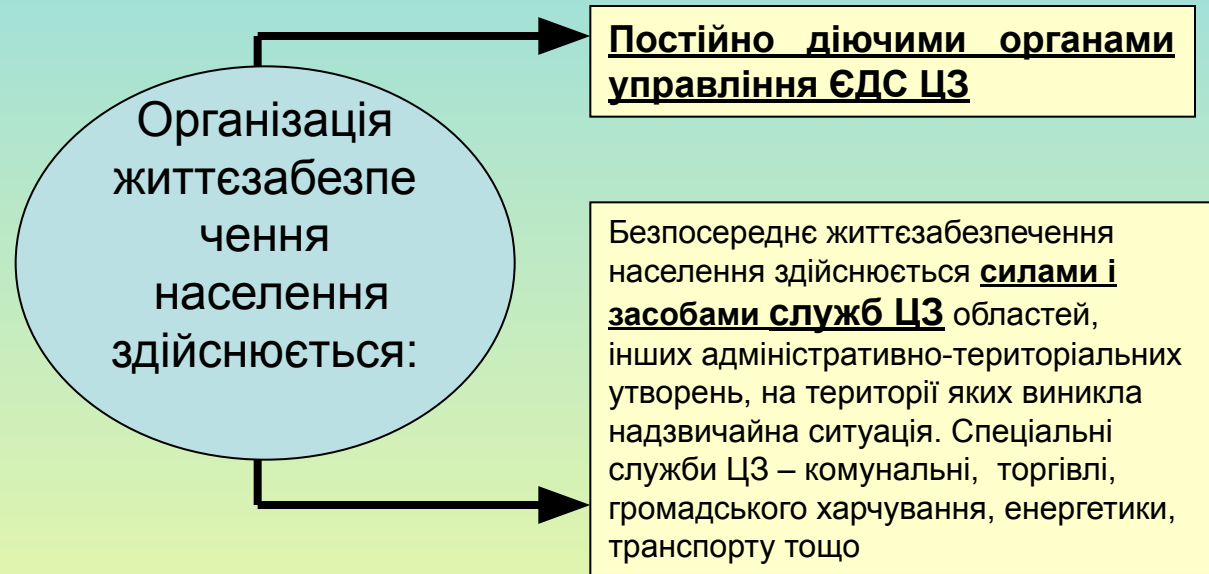 Організація
життєзабезпе
чення
населення
здійснюється:
Постійно діючими органами
управління ЄДС ЦЗ
Безпосереднє життєзабезпечення
населення здійснюється силами і
засобами служб ЦЗ областей,
інших адміністративно-територіальних
утворень, на території яких виникла
надзвичайна ситуація. Спеціальні
служби ЦЗ – комунальні, торгівлі,
громадського харчування, енергетики,
транспорту тощо